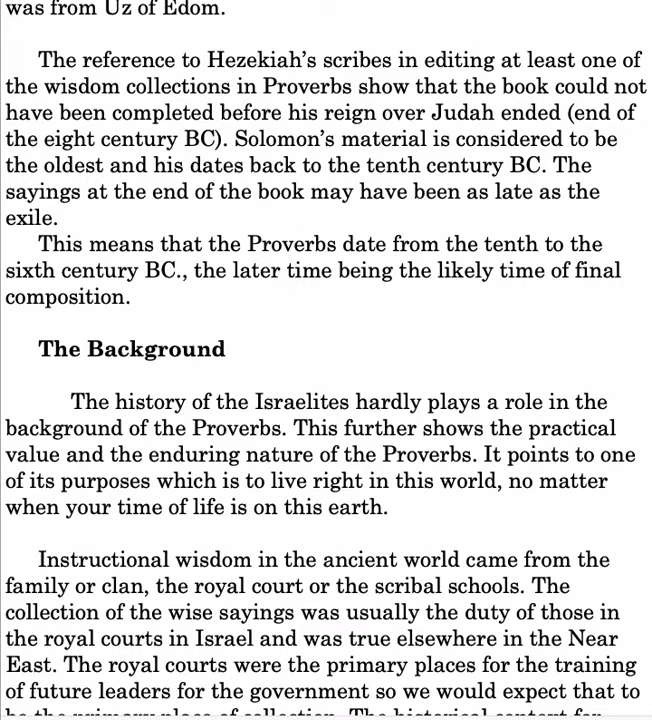 was from Uz of Edom.
The reference to Hezekiah's scribes in editing at least one of
the wisdom collections in Proverbs show that the book could not
have been completed before his reign over Judah ended (end of
the eight century BC). Solomon's material is considered to be
the oldest and his dates back to the tenth century BC. The
sayings at the end of the book may have been as late as the
exile.
This means that the Proverbs date from the tenth to the
sixth century BC., the later time being the likely time of final
composition.
The Background
The history of the Israelites hardly plays a role in the
background of the Proverbs. This further shows the practical
value and the enduring nature of the Proverbs. It points to one
of its purposes which is to live right in this world, no matter
when your time of life is on this earth.
Instructional wisdom in the ancient world came from the
family or clan, the royal court or the scribal schools. The
collection of the wise sayings was usually the duty of those in
the royal courts in Israel and was true elsewhere in the Near
East. The royal courts were the primary places for the training
of future leaders for the government so we would expect that to
be the primary place of collection. The historical context for